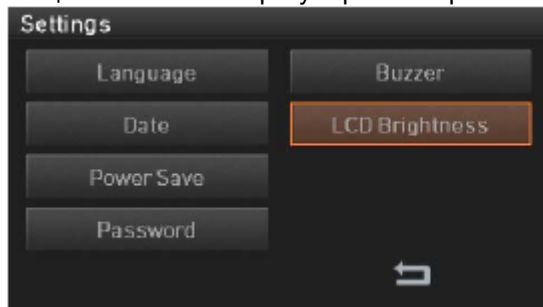 Settings
Language
Buzzer
Date
LCD Brightness
Power Save
Password